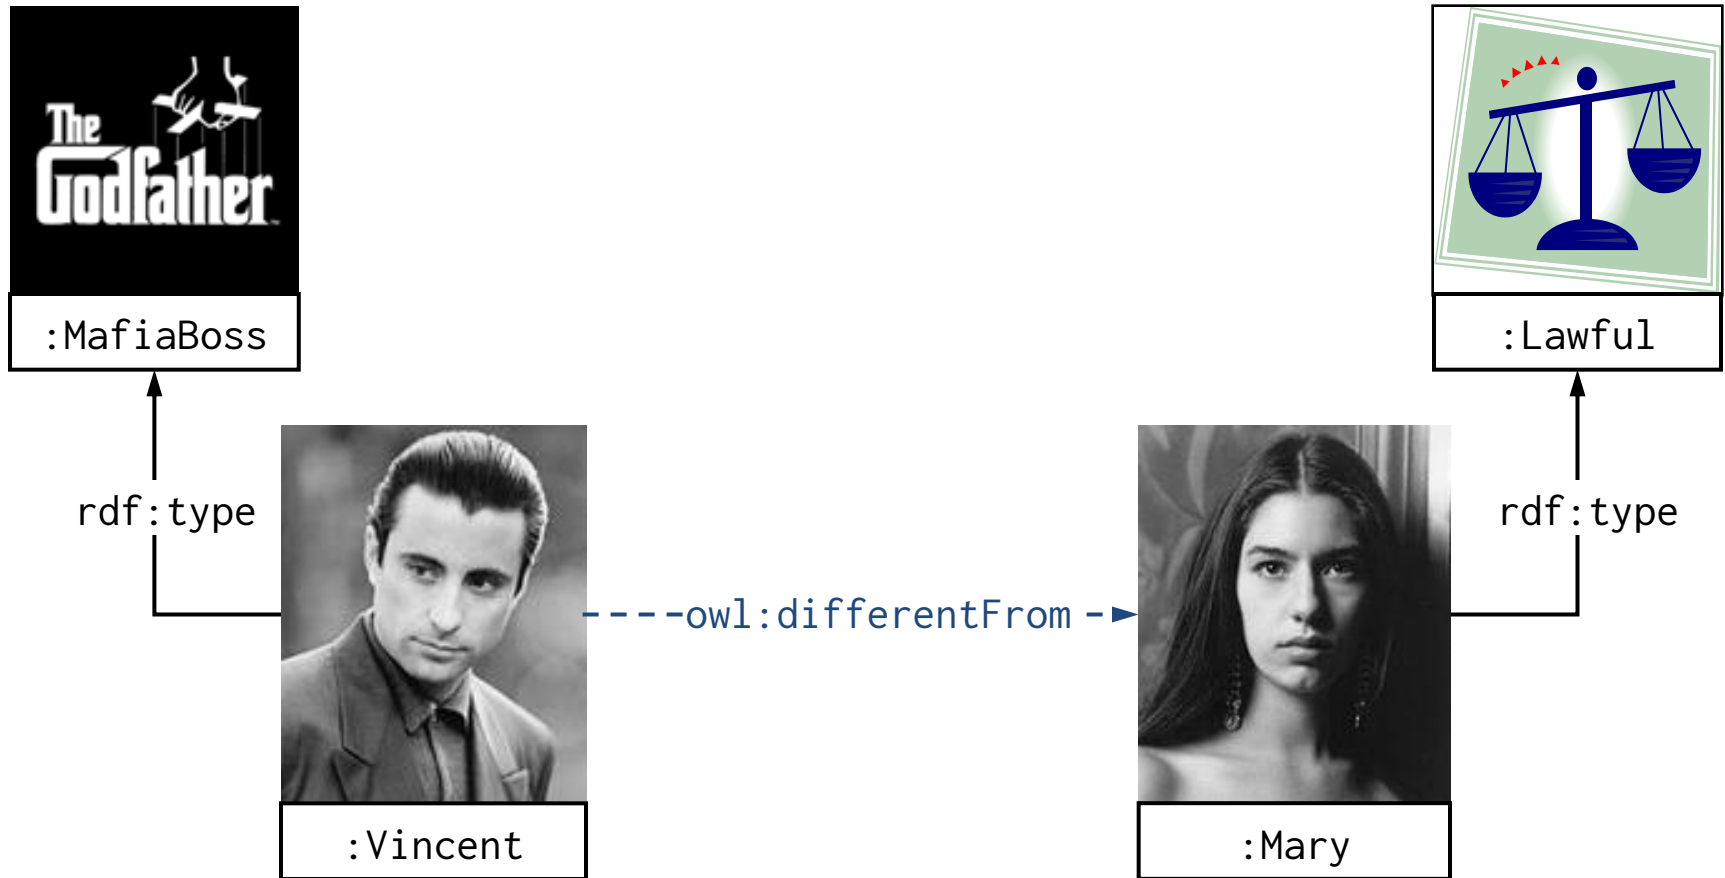 The
Godfather
:MafiaBoss
:Lawful
rdf:type
rdf:type
owl:differentFrom
:Vincent
:Mary